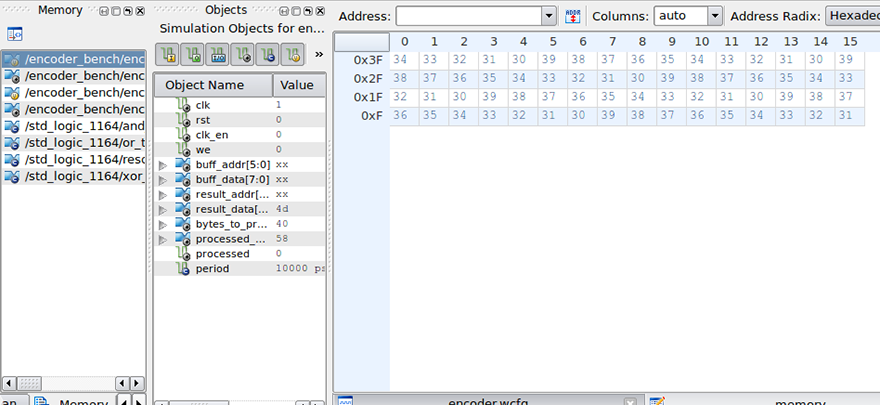 Memory
Objects
Simulation Objects for en...
Address:
Columns: auto
Address Radix: Hexadec
»
/encoder_bench/enc
/encoder_bench/enc
/encoder_bench/enc
/encoder_bench/enc
/std_logic_1164/and
/std_logic_1164/or_t
/std_logic_1164/reso
/std_logic_1164/xor_
Object Name Value
clk 1
rst 0
clk_en 0
we 0
buff_addr[5:0] xx
buff_data[7:0] xx
result_addr[... xx
result_data[... 4d
bytes_to_pr... 40
processed_... 58
processed 0
period 10000 ps
0 1 2 3 4 5 6 7 8 9 10 11 12 13 14 15
0x3F 34 33 32 31 30 39 38 37 36 35 34 33 32 31 30 39
0x2F 38 37 36 35 34 33 32 31 30 39 38 37 36 35 34 33
0x1F 32 31 30 39 38 37 36 35 34 33 32 31 30 39 38 37
0xF 36 35 34 33 32 31 30 39 38 37 36 35 34 33 32 31
an
Memory
encoder.wcfg
memory